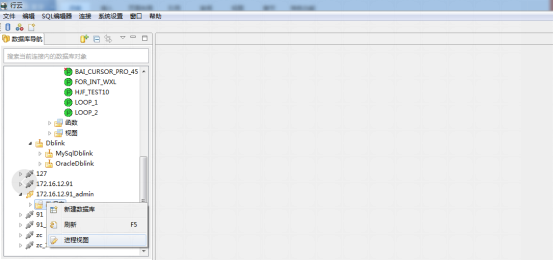 行云
文件 编辑 SQL编辑器 连接 系统设置 窗口 帮助
数据库导航
搜索当前连接内的数据库对象
BAI_CURSOR_PRO_45
FOR_INT_WXL
HJF_TEST10
LOOP_1
LOOP_2
函数
视图
Dblink
MySqlDblink
OracleDblink
127
172.16.12.91
172.16.12.91_admin
91
91_
zc
zc_
新建数据库
刷新 F5
进程视图